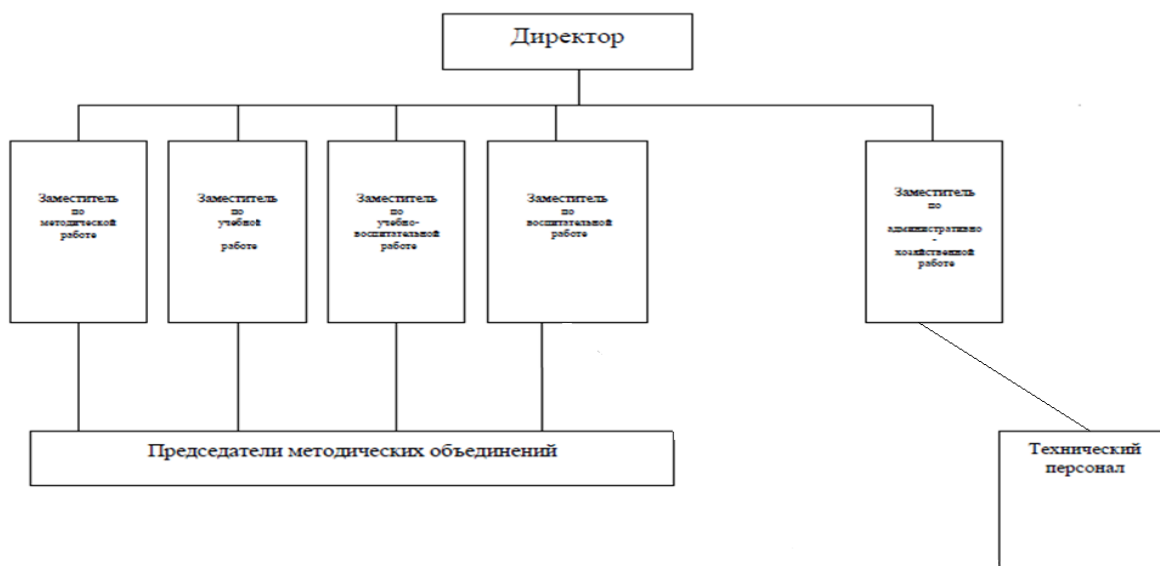 Директор
Заместитель
по
методической
работе
Заместитель
по
учебной
работе
Заместитель
по
учебно-
воспитательной
работе
Заместитель
по
воспитательной
работе
Заместитель
по
административно
-
хозяйственной
работе
Председатели методических объединений
Технический
персонал